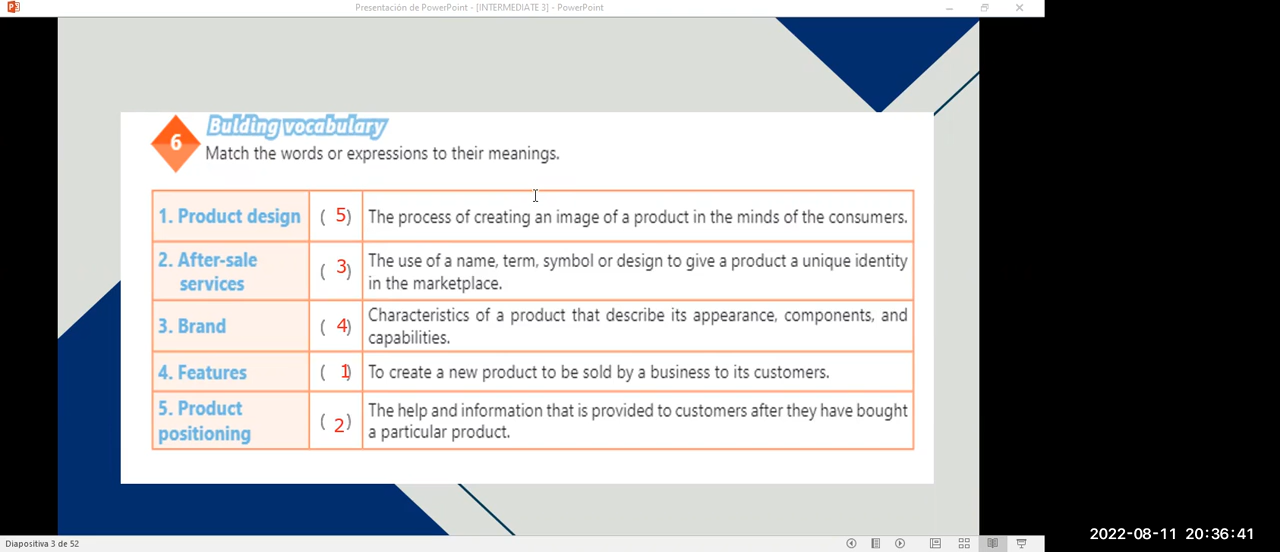 Presentación de PowerPoint - [INTERMEDIATE 3] - PowerPoint
6
Bulding vocabulary
Match the words or expressions to their meanings.
1. Product design ( 5) The process of creating an image of a product in the minds of the consumers.
2. After-sale
services
( 3)
The use of a name, term, symbol or design to give a product a unique identity
in the marketplace.
3. Brand
( 4)
Characteristics of a product that describe its appearance, components, and
capabilities.
4. Features ( 1) To create a new product to be sold by a business to its customers.
5. Product
positioning
( 2)
The help and information that is provided to customers after they have bought
a particular product.
Diapositiva 3 de 52
2022-08-11 20:36:41